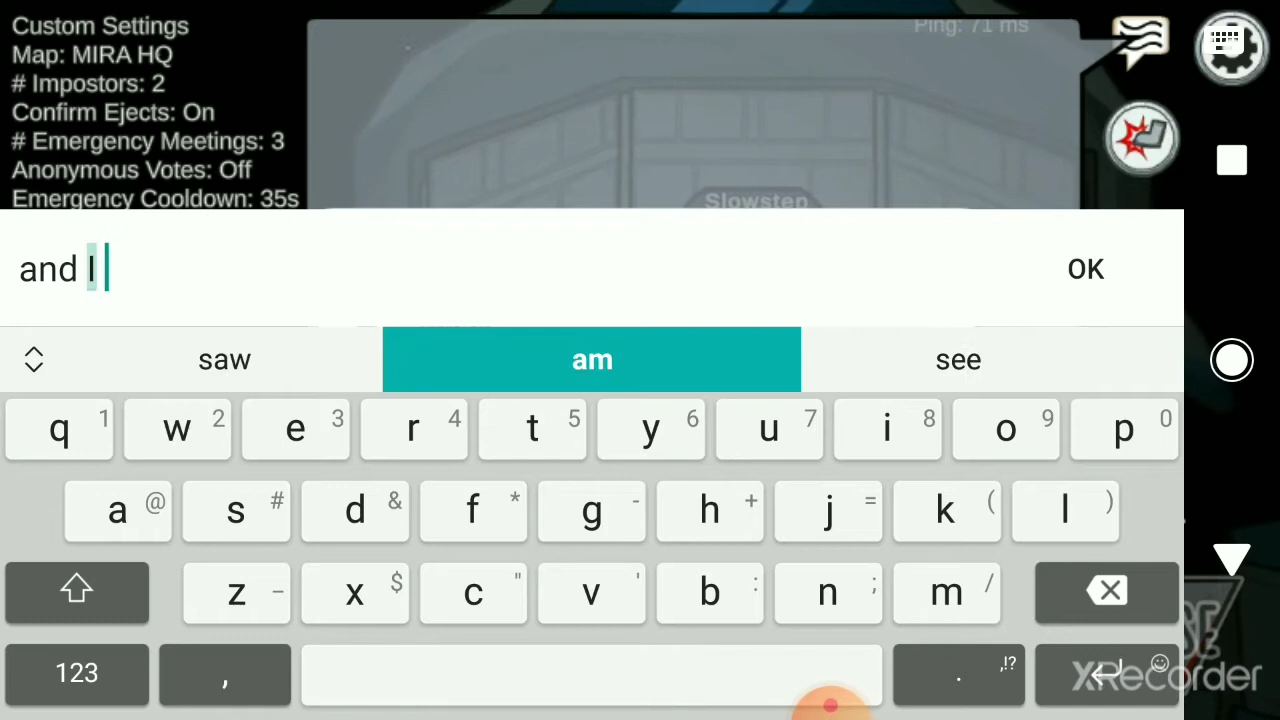 Custom Settings
Map: MIRA HQ
# Impostors: 2
Confirm Ejects: On
# Emergency Meetings: 3
Anonymous Votes: Off
Emergency Cooldown: 35s
Ping: 71 ms
Slowstep
and I
OK
saw am see
q 1 w 2 e 3 r 4 t 5 y 6 u 7 i 8 o 9 p 0
a @ s # d & f * g - h + j = k ( l )
z _ x $ c " v ' b : n ; m /
123 , . ,!?
XRecorder